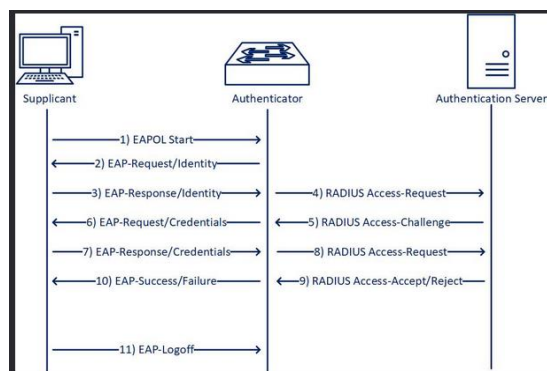 Supplicant
Authenticator
Authentication Server
1) EAPOL Start
2) EAP-Request/Identity
3) EAP-Response/Identity
4) RADIUS Access-Request
6) EAP-Request/Credentials
5) RADIUS Access-Challenge
7) EAP-Response/Credentials
8) RADIUS Access-Request
10) EAP-Success/Failure
9) RADIUS Access-Accept/Reject
11) EAP-Logoff